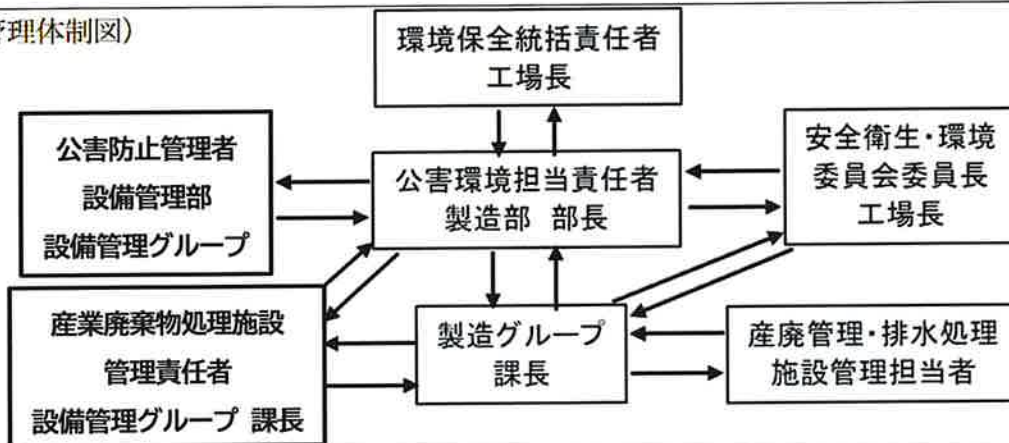 管理体制図)
環境保全統括責任者
工場長
公害防止管理者
設備管理部
設備管理グループ
公害環境担当責任者
製造部 部長
安全衛生・環境
委員会委員長
工場長
産業廃棄物処理施設
管理責任者
設備管理グループ 課長
製造グループ
課長
産廃管理・排水処理
施設管理担当者